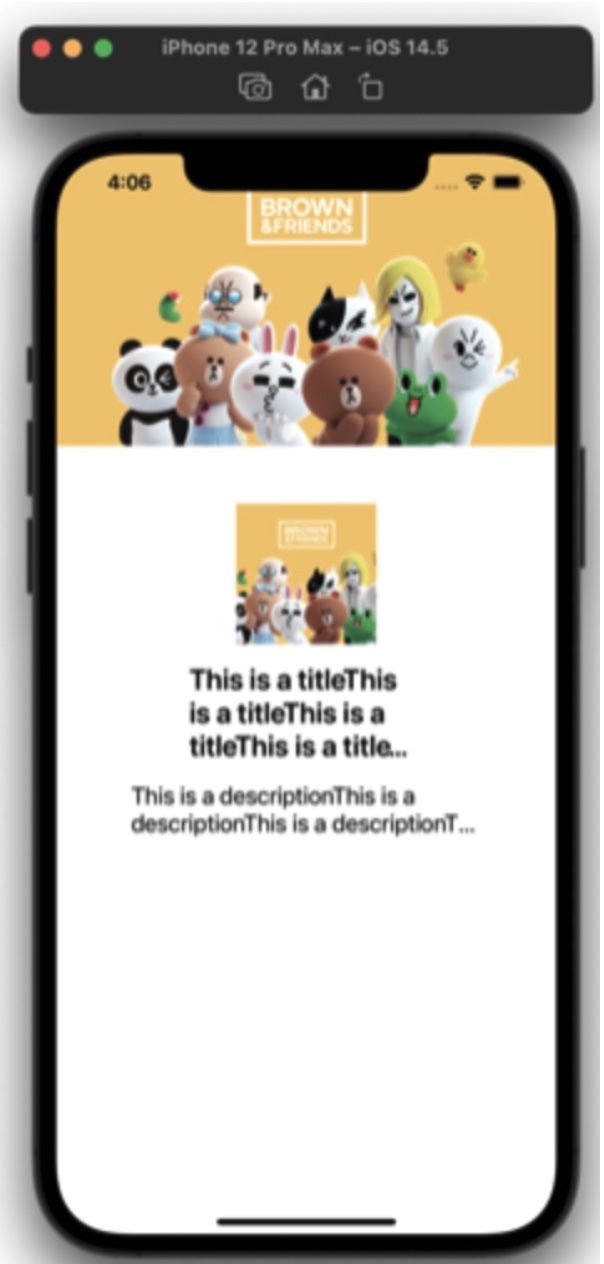 iPhone 12 Pro Max – iOS 14.5
4:06
BROWN
&FRIENDS
BROWN
&FRIENDS
This is a titleThis
is a titleThis is a
titleThis is a title...
This is a descriptionThis is a
descriptionThis is a descriptionT...